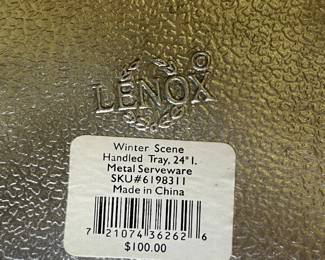 LENOX
Winter Scene
Handled Tray, 24" l.
Metal Serveware
SKU#6198311
Made in China
7 21074 36262 6
$100.00